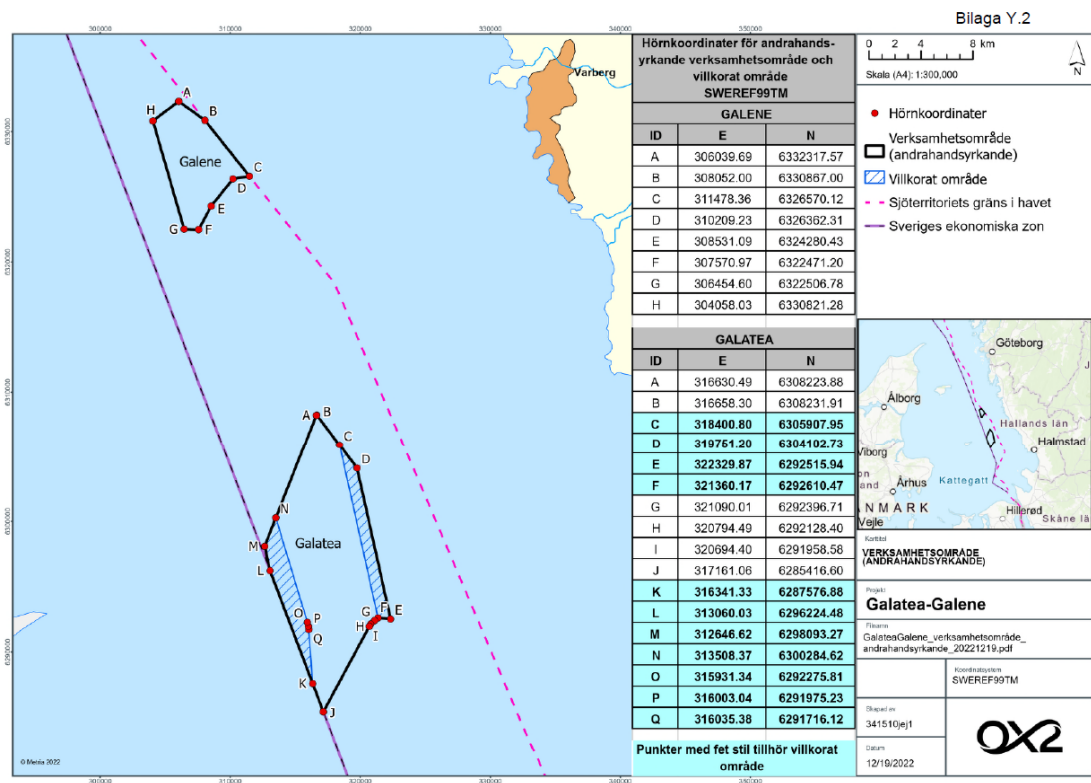 Bilaga Y.2
300000
310000
320000
330000
340000
6330000
6320000
6310000
6300000
6290000
Varberg
A
B
H
C
D
E
G
F
Galene
A
B
C
D
N
M
L
Galatea
O
P
Q
G
F
E
H
I
K
J
© Metria 2022
Hörnkoordinater för andrahands-
yrkande verksamhetsområde och
villkorat område
SWEREF99TM
GALENE
ID E N
A 306039.69 6332317.57
B 308052.00 6330867.00
C 311478.36 6326570.12
D 310209.23 6326362.31
E 308531.09 6324280.43
F 307570.97 6322471.20
G 306454.60 6322506.78
H 304058.03 6330821.28
GALATEA
ID E N
A 316630.49 6308223.88
B 316658.30 6308231.91
C 318400.80 6305907.95
D 319751.20 6304102.73
E 322329.87 6292515.94
F 321360.17 6292610.47
G 321090.01 6292396.71
H 320794.49 6292128.40
I 320694.40 6291958.58
J 317161.06 6285416.60
K 316341.33 6287576.88
L 313060.03 6296224.48
M 312646.62 6298093.27
N 313508.37 6300284.62
O 315931.34 6292275.81
P 316003.04 6291975.23
Q 316035.38 6291716.12
Punkter med fet stil tillhör villkorat
område
0 2 4 8 km
Skala (A4): 1:300,000
N
Hörnkoordinater
Verksamhetsområde
(andrahandsyrkande)
Villkorat område
Sjöterritoriets gräns i havet
Sveriges ekonomiska zon
Göteborg
Ålborg
Hallands län
Halmstad
Viborg
Kattegatt
Århus
Hillerød
Skåne lä
Vejle
Karttitel
VERKSAMHETSOMRÅDE
(ANDRAHANDSYRKANDE)
Projekt
Galatea-Galene
Filnamn
GalateaGalene_verksamhetsområde_
andrahandsyrkande_20221219.pdf
Koordinatsystem
SWEREF99TM
Skapad av
341510jej1
Datum
12/19/2022
OX2